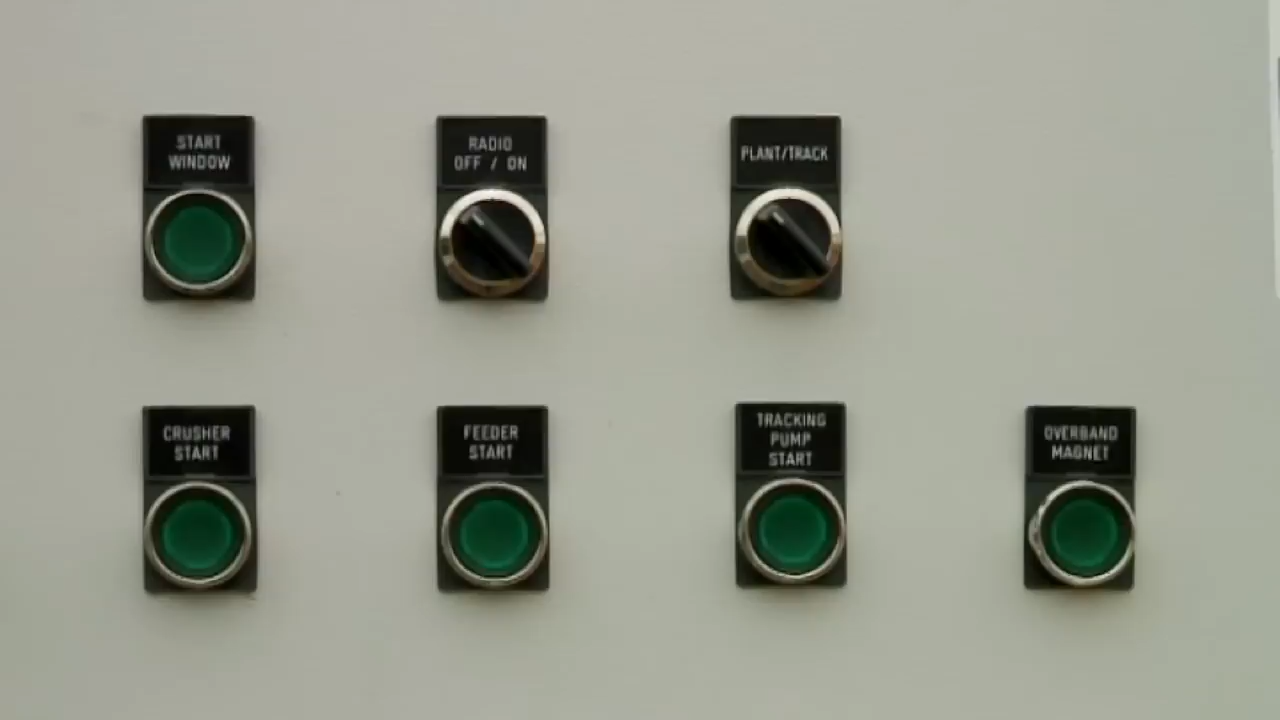 START
WINDOW
RADIO
OFF / ON
PLANT/TRACK
CRUSHER
START
FEEDER
START
TRACKING
PUMP
START
OVERBAND
MAGNET